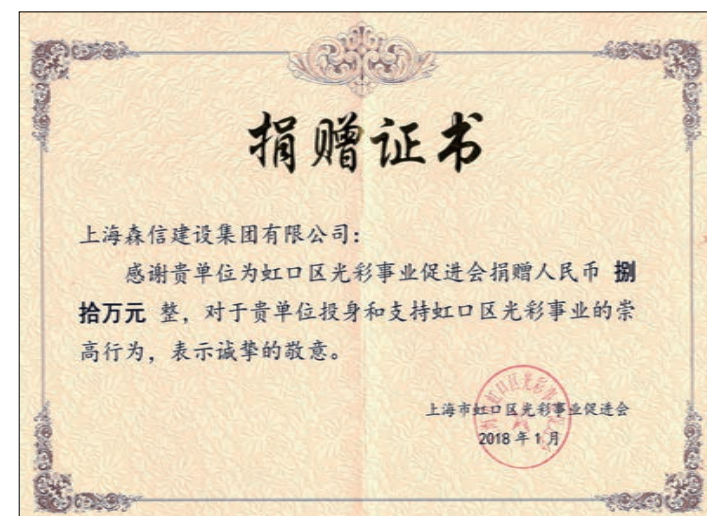 捐赠证书
上海森信建设集团有限公司:
感谢贵单位为虹口区光彩事业促进会捐赠人民币 捌
拾万元 整，对于贵单位投身和支持虹口区光彩事业的崇
高行为，表示诚挚的敬意。
上海市虹口区光彩事业促进会
2018 年 1 月